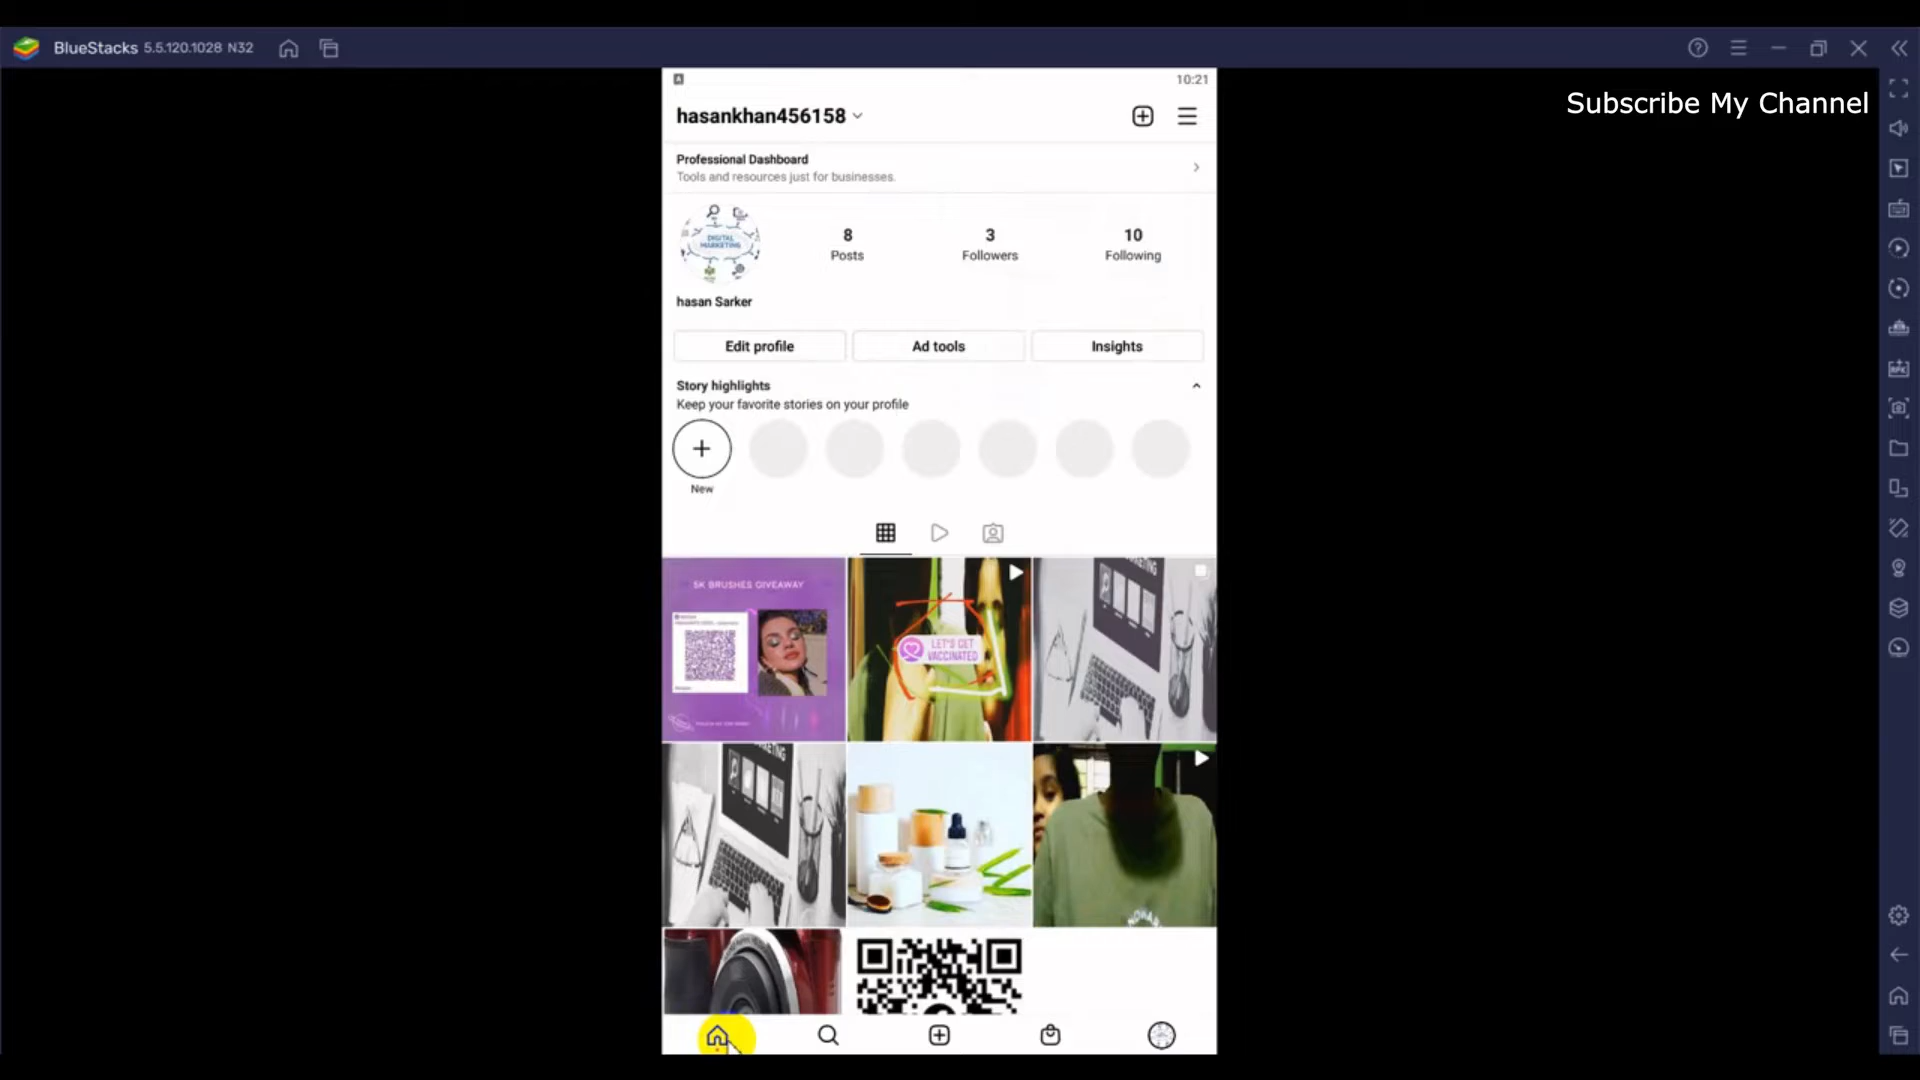 BlueStacks 5.5.120.1028 N32
10:21
Subscribe My Channel
hasankhan456158
Professional Dashboard
Tools and resources just for businesses.
DIGITAL
MARKETING
8
Posts
3
Followers
10
Following
hasan Sarker
Edit profile
Ad tools
Insights
Story highlights
Keep your favorite stories on your profile
New
5K BRUSHES GIVEAWAY
LET'S GET
VACCINATED